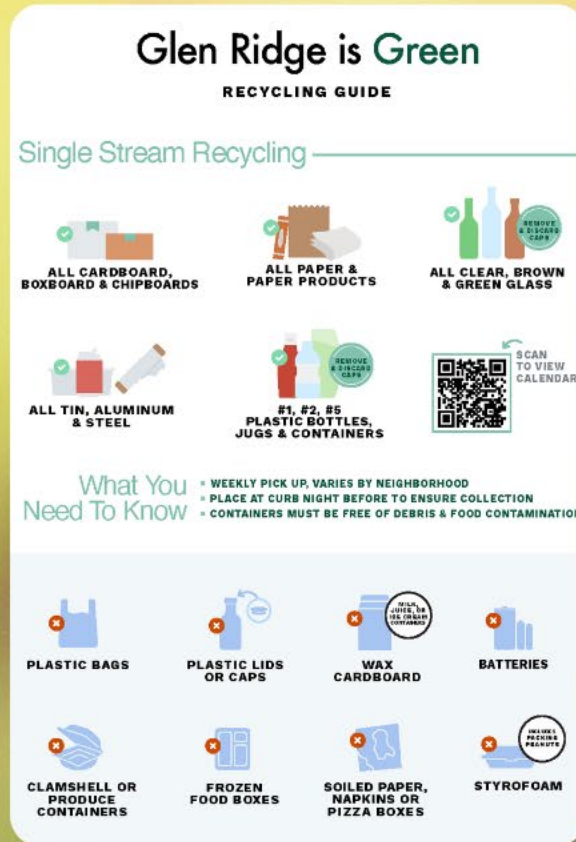 Glen Ridge is Green
RECYCLING GUIDE
Single Stream Recycling
REMOVE
& DISCARD
CAPS
ALL CARDBOARD,
BOXBOARD & CHIPBOARDS
ALL PAPER &
PAPER PRODUCTS
ALL CLEAR, BROWN
& GREEN GLASS
REMOVE
& DISCARD
CAPS
SCAN
TO VIEW
CALENDAR
ALL TIN, ALUMINUM
& STEEL
#1, #2, #5
PLASTIC BOTTLES,
JUGS & CONTAINERS
What You
Need To Know
WEEKLY PICK UP, VARIES BY NEIGHBORHOOD
PLACE AT CURB NIGHT BEFORE TO ENSURE COLLECTION
CONTAINERS MUST BE FREE OF DEBRIS & FOOD CONTAMINATION
MILK,
JUICE, OR
ICE CREAM
CONTAINERS
PLASTIC BAGS
PLASTIC LIDS
OR CAPS
WAX
CARDBOARD
BATTERIES
INCLUDES
PACKING
PEANUTS
CLAMSHELL OR
PRODUCE
CONTAINERS
FROZEN
FOOD BOXES
SOILED PAPER,
NAPKINS OR
PIZZA BOXES
STYROFOAM